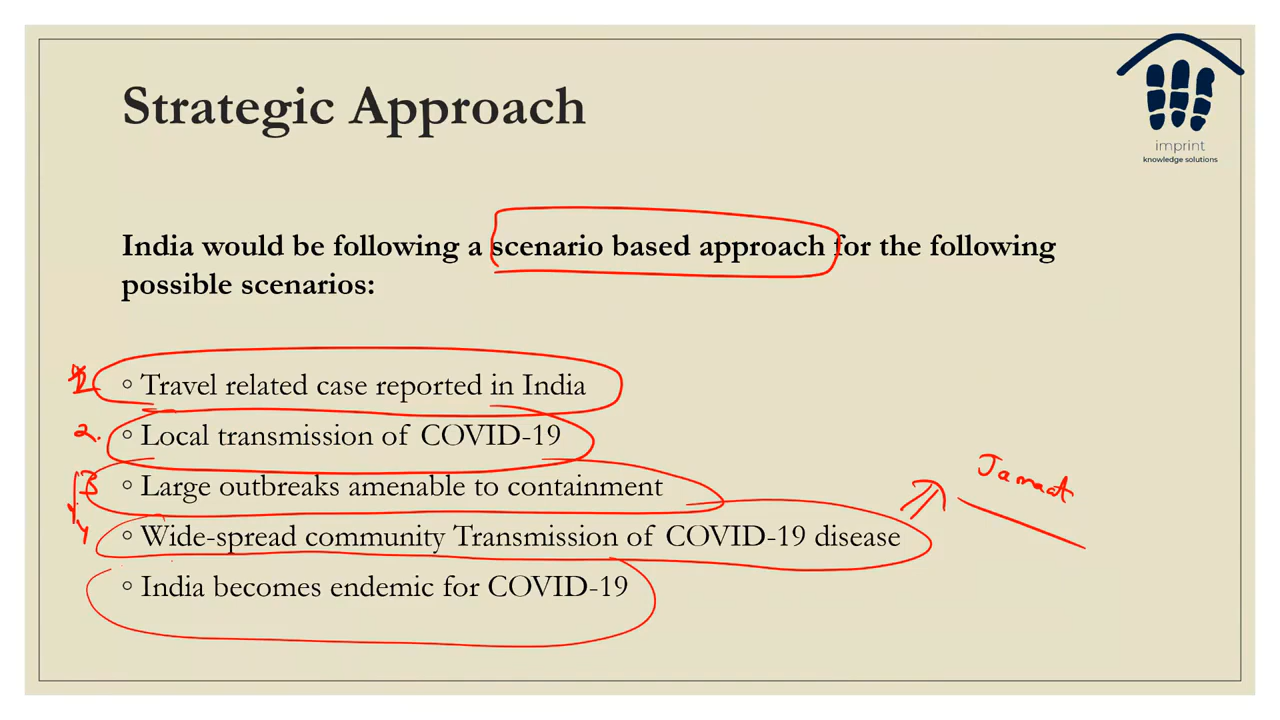 Strategic Approach
imprint
knowledge solutions
India would be following a scenario based approach for the following
possible scenarios:
1. ◦ Travel related case reported in India
2. ◦ Local transmission of COVID-19
3 ◦ Large outbreaks amenable to containment
Jamaat
4 ◦ Wide-spread community Transmission of COVID-19 disease
◦ India becomes endemic for COVID-19